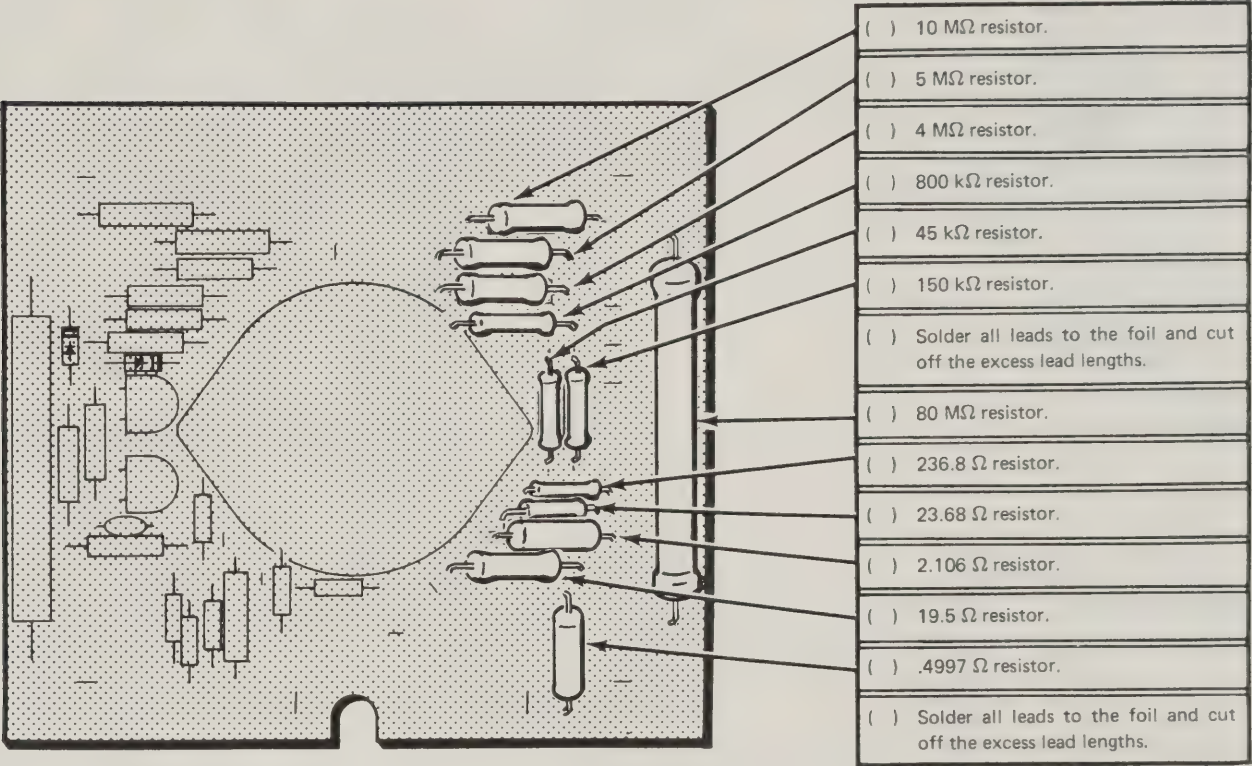 ( ) 10 MΩ resistor.
( ) 5 MΩ resistor.
( ) 4 MΩ resistor.
( ) 800 kΩ resistor.
( ) 45 kΩ resistor.
( ) 150 kΩ resistor.
( ) Solder all leads to the foil and cut
off the excess lead lengths.
( ) 80 MΩ resistor.
( ) 236.8 Ω resistor.
( ) 23.68 Ω resistor.
( ) 2.106 Ω resistor.
( ) 19.5 Ω resistor.
( ) .4997 Ω resistor.
( ) Solder all leads to the foil and cut
off the excess lead lengths.